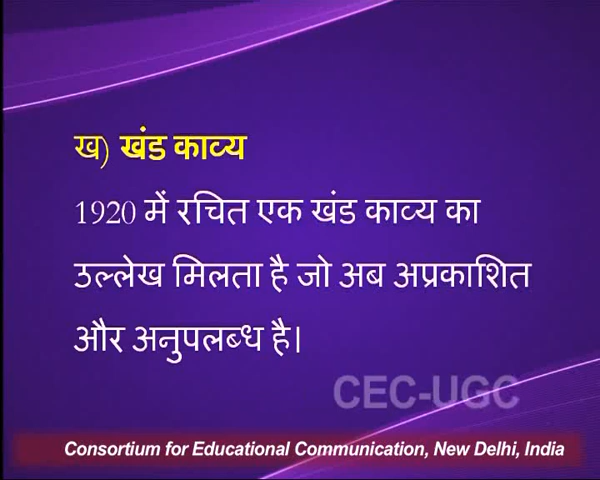 ख) खंड काव्य
1920 में रचित एक खंड काव्य का
उल्लेख मिलता है जो अब अप्रकाशित
और अनुपलब्ध है।
CEC-UGC
Consortium for Educational Communication, New Delhi, India